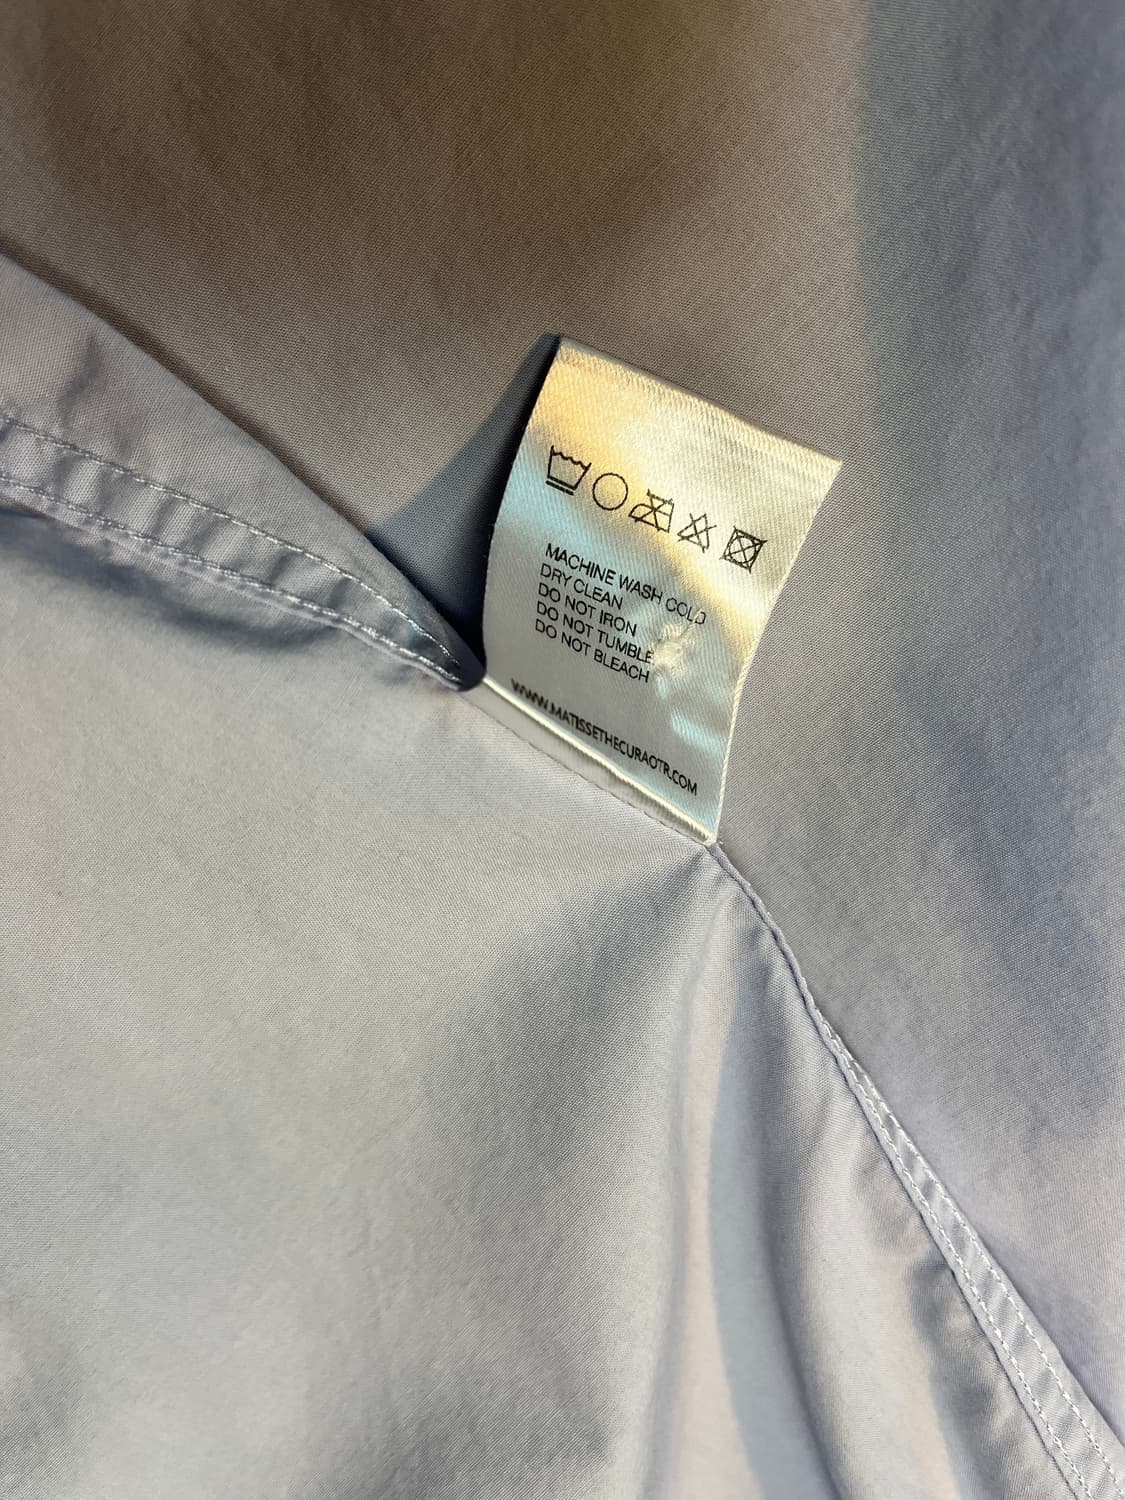 MACHINE WASH COLD
DRY CLEAN
DO NOT IRON
DO NOT TUMBLE
DO NOT BLEACH
WWW.MATISSETHECURAOTR.COM